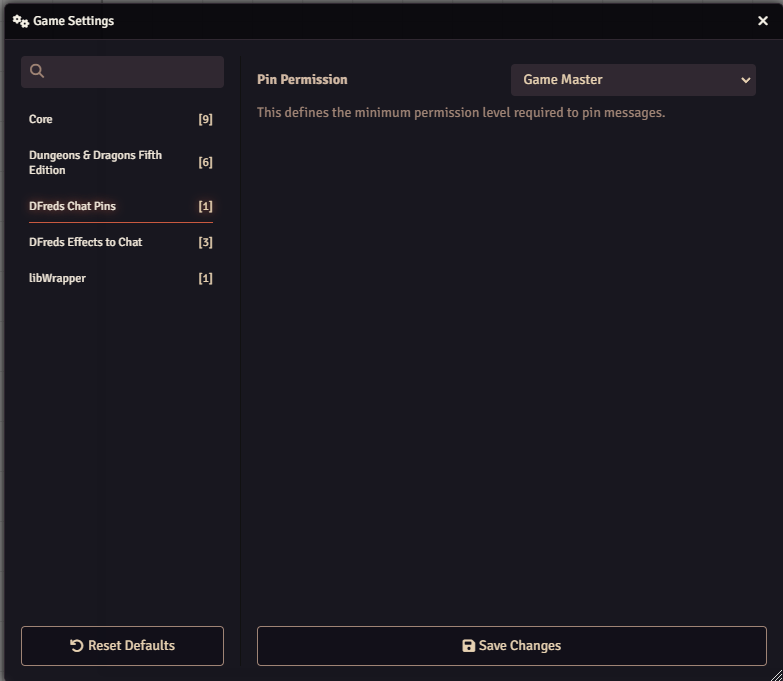 Game Settings
Core [9]
Dungeons & Dragons Fifth
Edition [6]
DFreds Chat Pins [1]
DFreds Effects to Chat [3]
libWrapper [1]
Reset Defaults
Pin Permission Game Master
This defines the minimum permission level required to pin messages.
Save Changes